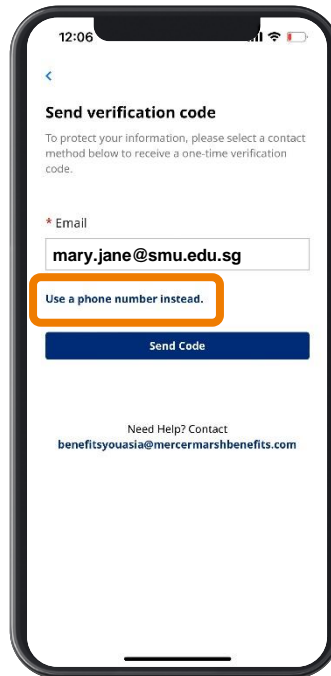 12:06
Send verification code
To protect your information, please select a contact
method below to receive a one-time verification
code.
* Email
mary.jane@smu.edu.sg
Use a phone number instead.
Send Code
Need Help? Contact
benefitsyouasia@mercermarshbenefits.com